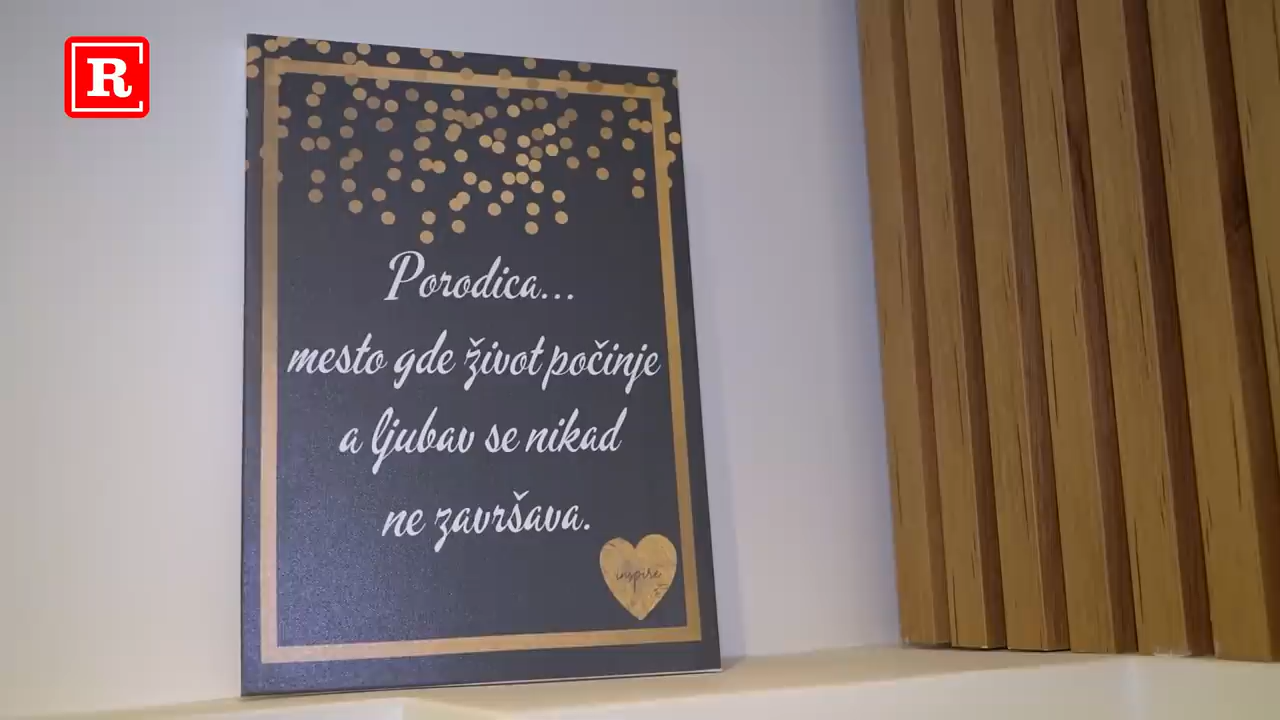 R
Porodica...
mesto gde život počinje
a ljubav se nikad
ne završava.
inspire